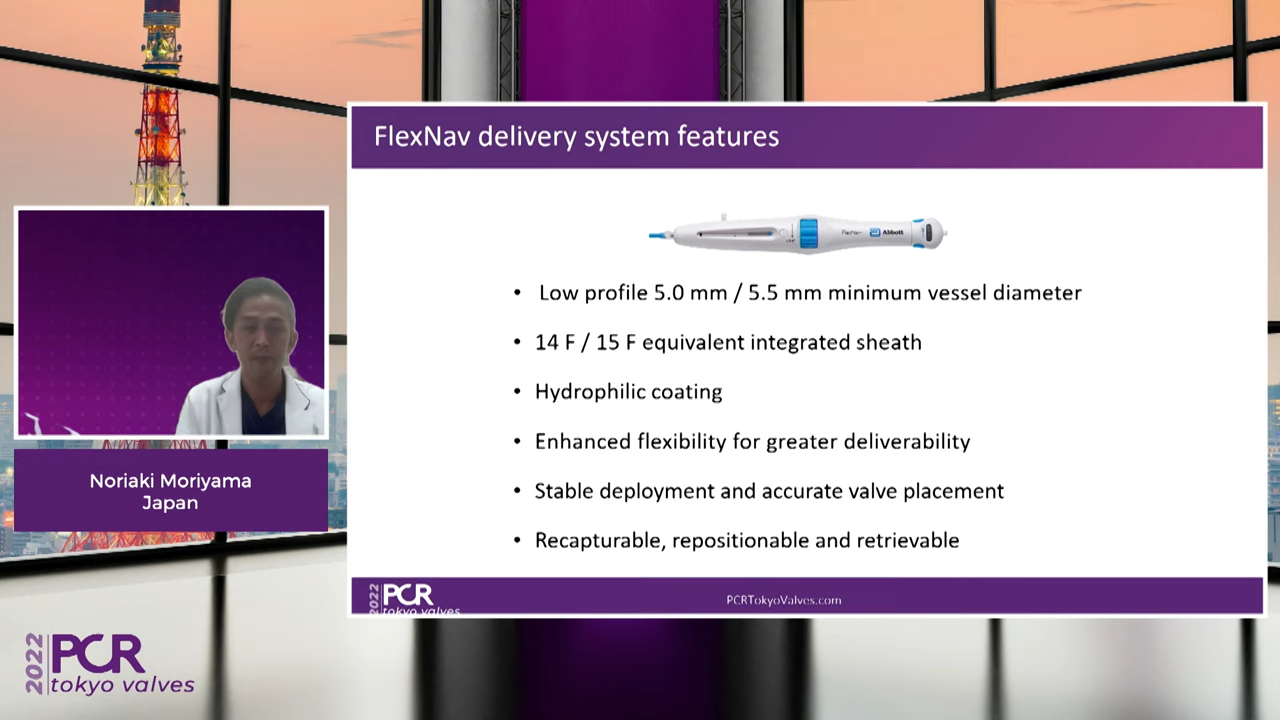 FlexNav delivery system features
FlexNav
Abbott
• Low profile 5.0 mm / 5.5 mm minimum vessel diameter
• 14 F / 15 F equivalent integrated sheath
• Hydrophilic coating
• Enhanced flexibility for greater deliverability
• Stable deployment and accurate valve placement
• Recapturable, repositionable and retrievable
2022
PCR
tokyo valves
PCRTokyoValves.com
Noriaki Moriyama
Japan
2022
PCR
tokyo valves